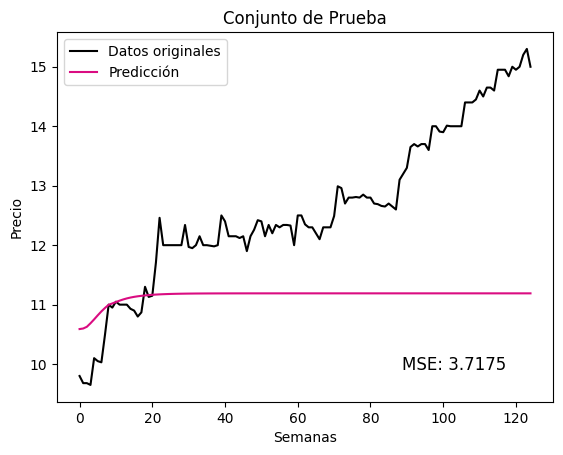 Conjunto de Prueba
Datos originales
Predicción
Precio
15
14
13
12
11
10
MSE: 3.7175
0 20 40 60 80 100 120
Semanas